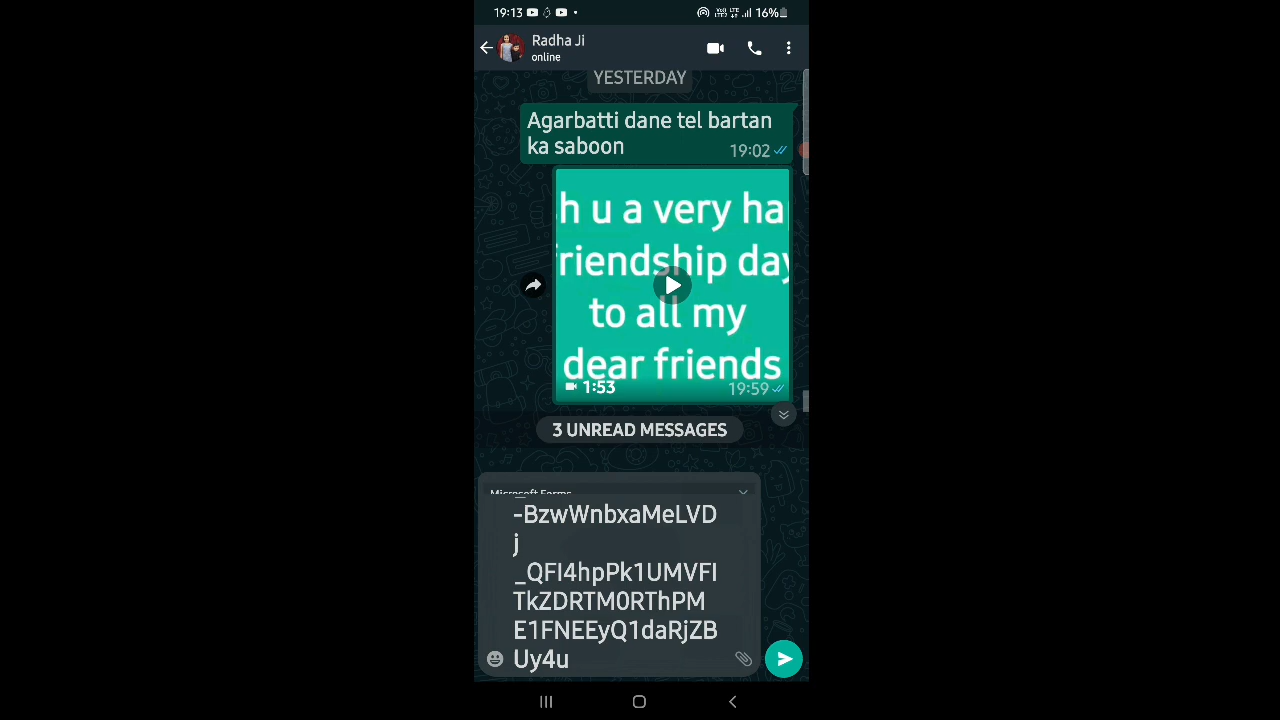 19:13 16%
Radha Ji
online
YESTERDAY
Agarbatti dane tel bartan
ka saboon
19:02
h u a very ha
riendship day
to all my
dear friends
1:53 19:59
3 UNREAD MESSAGES
Microsoft Forms
-BzwWnbxaMeLVD
j
_QFI4hpPk1UMVFI
TkZDRTM0RThPM
E1FNEEyQ1daRjZB
Uy4u